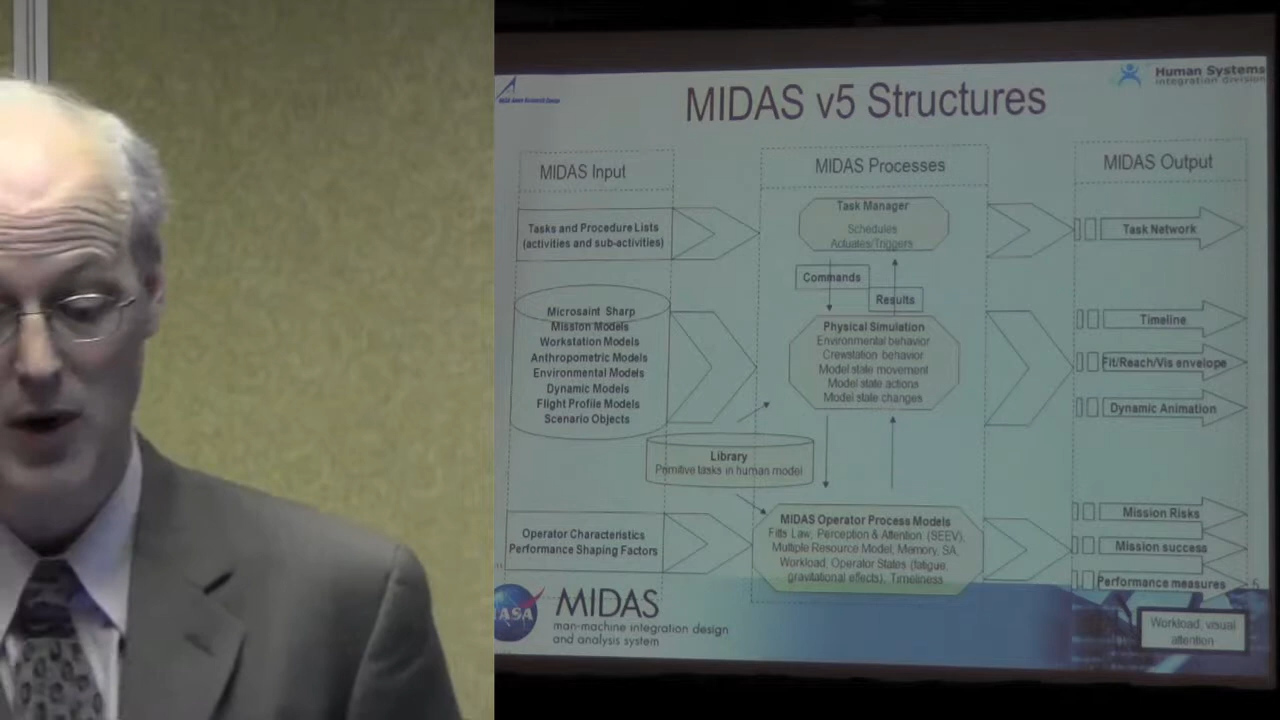 Human Systems
integration division
MIDAS v5 Structures
MIDAS Input
MIDAS Processes
MIDAS Output
Tasks and Procedure Lists
(activities and sub-activities)
Task Manager
Schedules
Actuates/Triggers
Task Network
Commands
Results
Microsaint Sharp
Mission Models
Workstation Models
Anthropometric Models
Environmental Models
Dynamic Models
Flight Profile Models
Scenario Objects
Physical Simulation
Environmental behavior
Crewstation behavior
Model state movement
Model state actions
Model state changes
Timeline
Fit/Reach/Vis envelope
Dynamic Animation
Library
Primitive tasks in human model
Operator Characteristics
Performance Shaping Factors
MIDAS Operator Process Models
Fitts Law, Perception & Attention (SEEV),
Multiple Resource Model, Memory, SA,
Workload, Operator States (fatigue,
gravitational effects), Timeliness
Mission Risks
Mission success
Performance measures
5
NASA
MIDAS
man-machine integration design
and analysis system
Workload, visual
attention